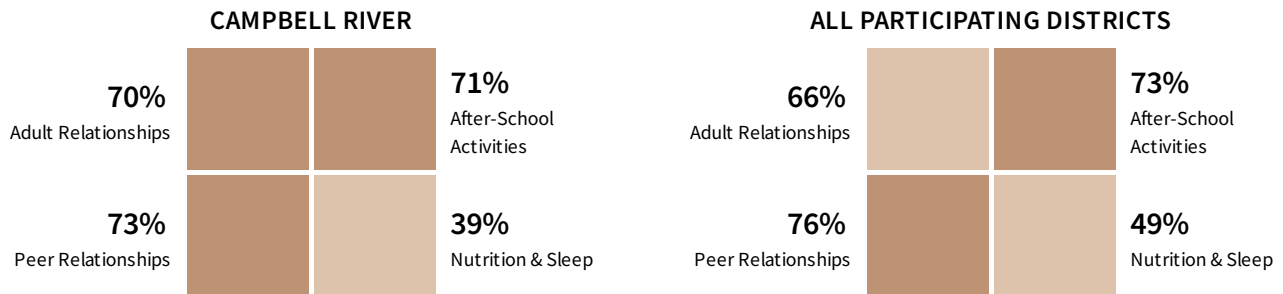 CAMPBELL RIVER
70%
Adult Relationships
71%
After-School
Activities
73%
Peer Relationships
39%
Nutrition & Sleep
ALL PARTICIPATING DISTRICTS
66%
Adult Relationships
73%
After-School
Activities
76%
Peer Relationships
49%
Nutrition & Sleep